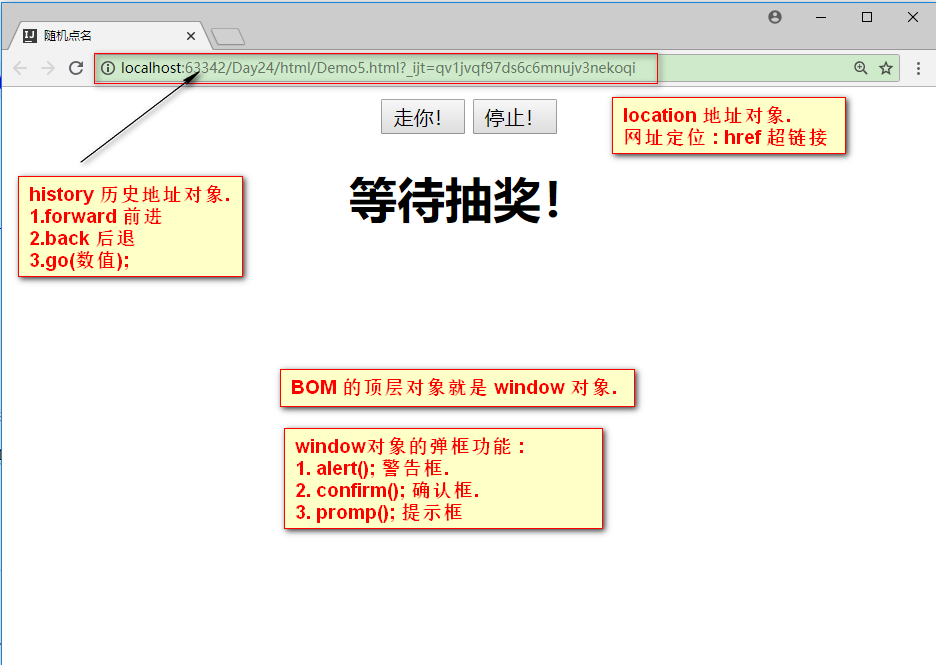 随机点名
localhost:63342/Day24/html/Demo5.html?_ijt=qv1jvqf97ds6c6mnujv3nekoqi
走你！ 停止！
location 地址对象.
网址定位：href 超链接
等待抽奖！
history 历史地址对象.
1.forward 前进
2.back 后退
3.go(数值);
BOM 的顶层对象就是 window 对象.
window对象的弹框功能：
1. alert(); 警告框.
2. confirm(); 确认框.
3. promp(); 提示框